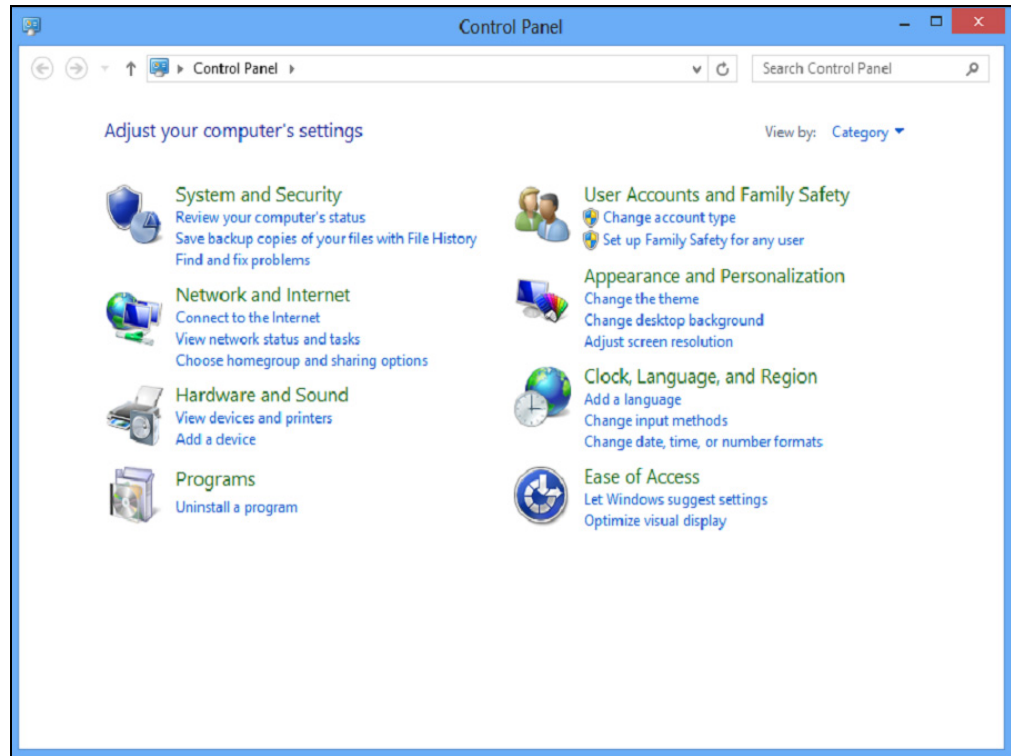 Control Panel
Control Panel
Search Control Panel
Adjust your computer's settings
View by: Category
System and Security
Review your computer's status
Save backup copies of your files with File History
Find and fix problems
Network and Internet
Connect to the Internet
View network status and tasks
Choose homegroup and sharing options
Hardware and Sound
View devices and printers
Add a device
Programs
Uninstall a program
User Accounts and Family Safety
Change account type
Set up Family Safety for any user
Appearance and Personalization
Change the theme
Change desktop background
Adjust screen resolution
Clock, Language, and Region
Add a language
Change input methods
Change date, time, or number formats
Ease of Access
Let Windows suggest settings
Optimize visual display